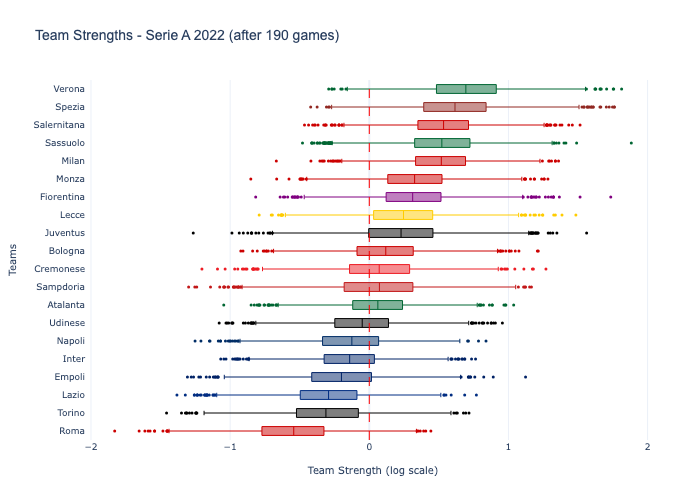 Team Strengths - Serie A 2022 (after 190 games)
Verona
Spezia
Salernitana
Sassuolo
Milan
Monza
Fiorentina
Lecce
Juventus
Bologna
Cremonese
Sampdoria
Atalanta
Udinese
Napoli
Inter
Empoli
Lazio
Torino
Roma
Teams
−2
−1
0
1
2
Team Strength (log scale)